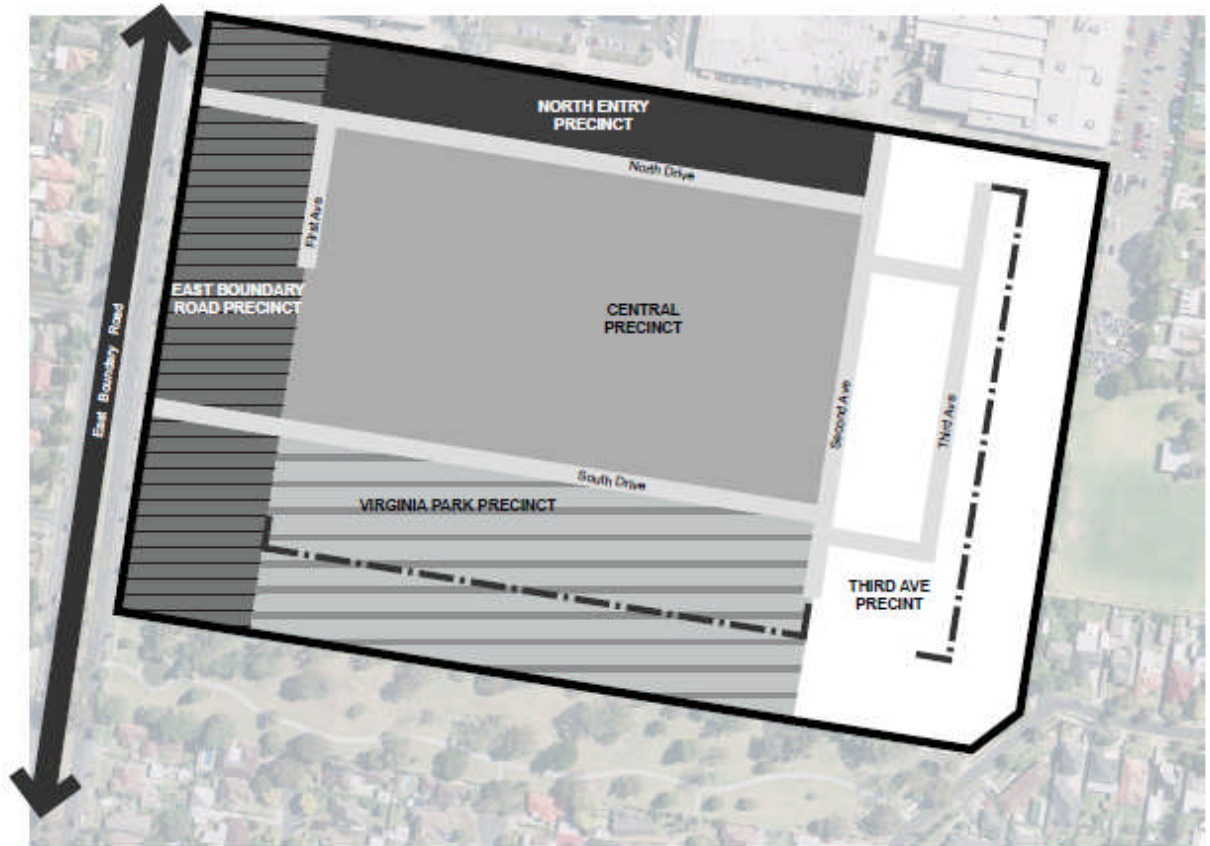 NORTH ENTRY
PRECINCT
North Drive
First Ave
EAST BOUNDARY
ROAD PRECINCT
CENTRAL
PRECINCT
East Boundary Road
Second Ave
Third Ave
South Drive
VIRGINIA PARK PRECINCT
THIRD AVE
PRECINT